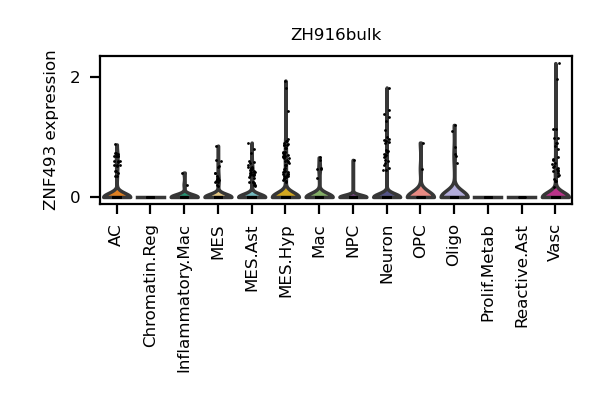 ZH916bulk
ZNF493 expression
2
0
AC
Chromatin.Reg
Inflammatory.Mac
MES
MES.Ast
MES.Hyp
Mac
NPC
Neuron
OPC
Oligo
Prolif.Metab
Reactive.Ast
Vasc